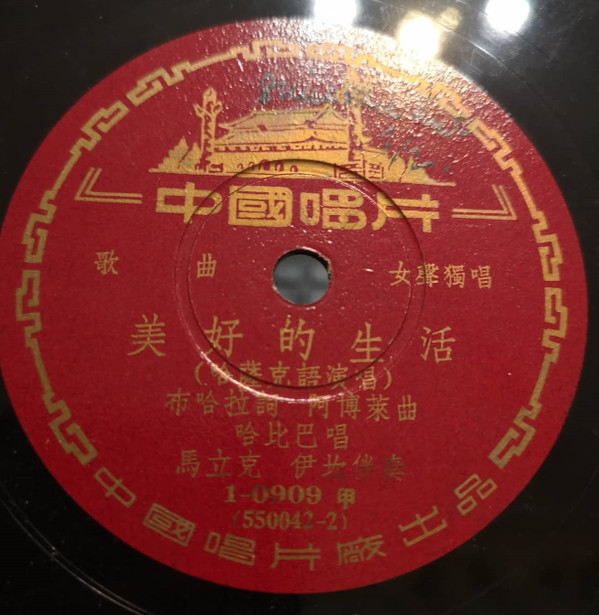 中國唱片
歌曲 女聲獨唱
美好的生活
(哈薩克語演唱)
布哈拉詞 阿博萊曲
哈比巴唱
馬立克 伊坎伴奏
1-0909 甲
(550042-2)
中國唱片廠出品